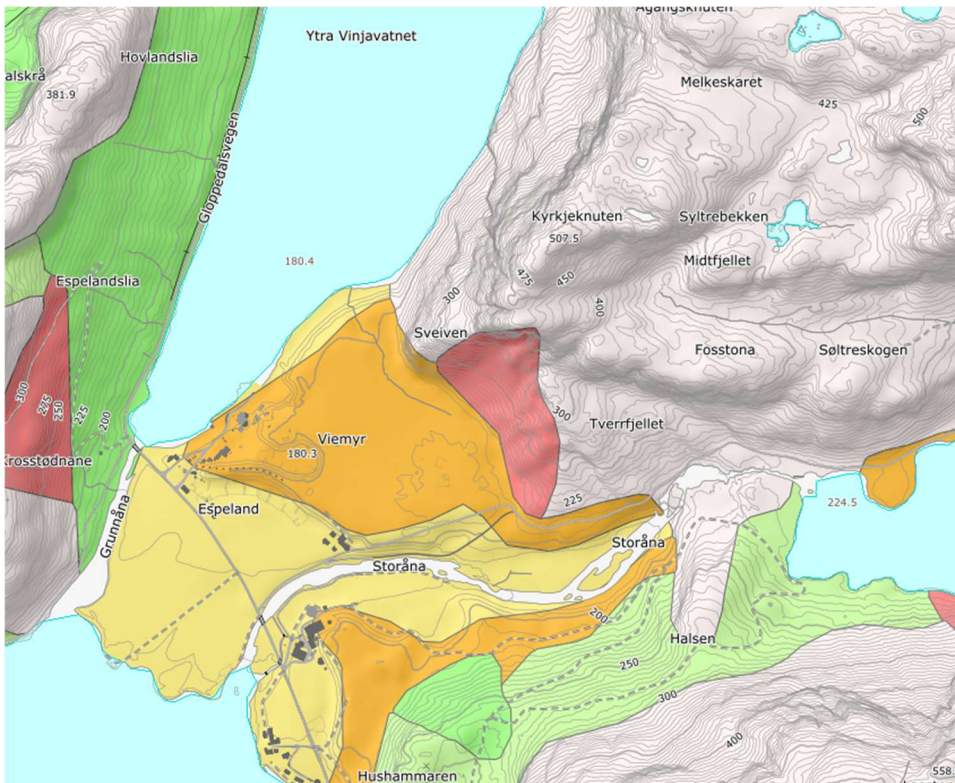 Agangsknuten
Ytra Vinjavatnet
Hovlandslia
alskrå
381.9
Melkeskaret
425
500
Gloppedalsvegen
Kyrkjeknuten
Syltrebekken
507.5
180.4
Midtfjellet
475
450
Espelandslia
300
400
Sveiven
Fosstona
Søltreskogen
300
275
250
225
200
300
Viemyr
Tverrfjellet
180.3
Krosstødnane
225
224.5
Espeland
Grunnåna
Storåna
Storåna
200
Halsen
250
300
400
Hushammaren
558